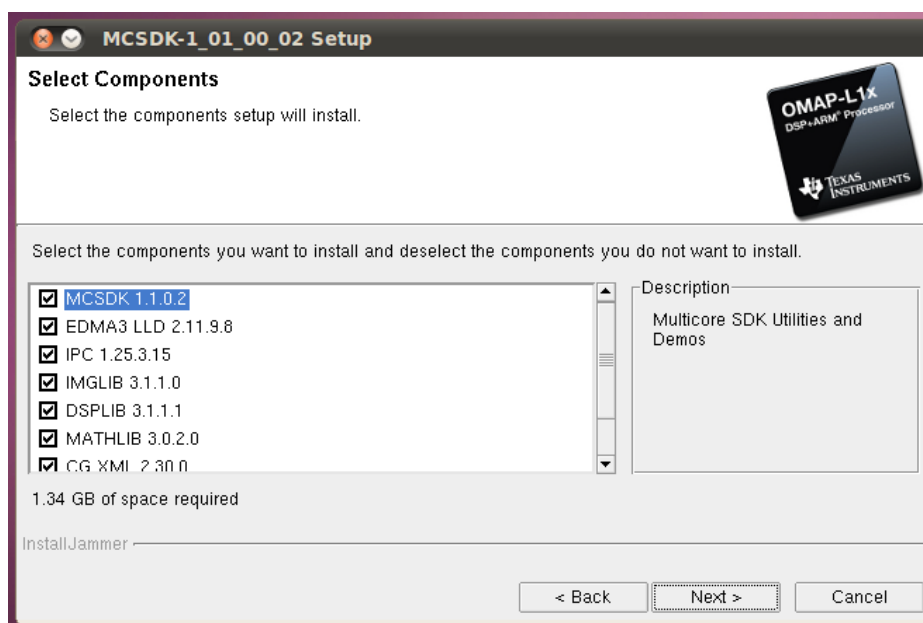 MCSDK-1_01_00_02 Setup
Select Components
Select the components setup will install.
OMAP-L1x
DSP+ARM® Processor
TEXAS
INSTRUMENTS
Select the components you want to install and deselect the components you do not want to install.
MCSDK 1.1.0.2
EDMA3 LLD 2.11.9.8
IPC 1.25.3.15
IMGLIB 3.1.1.0
DSPLIB 3.1.1.1
MATHLIB 3.0.2.0
CG XML 2.30.0
Description
Multicore SDK Utilities and
Demos
1.34 GB of space required
InstallJammer
< Back
Next >
Cancel